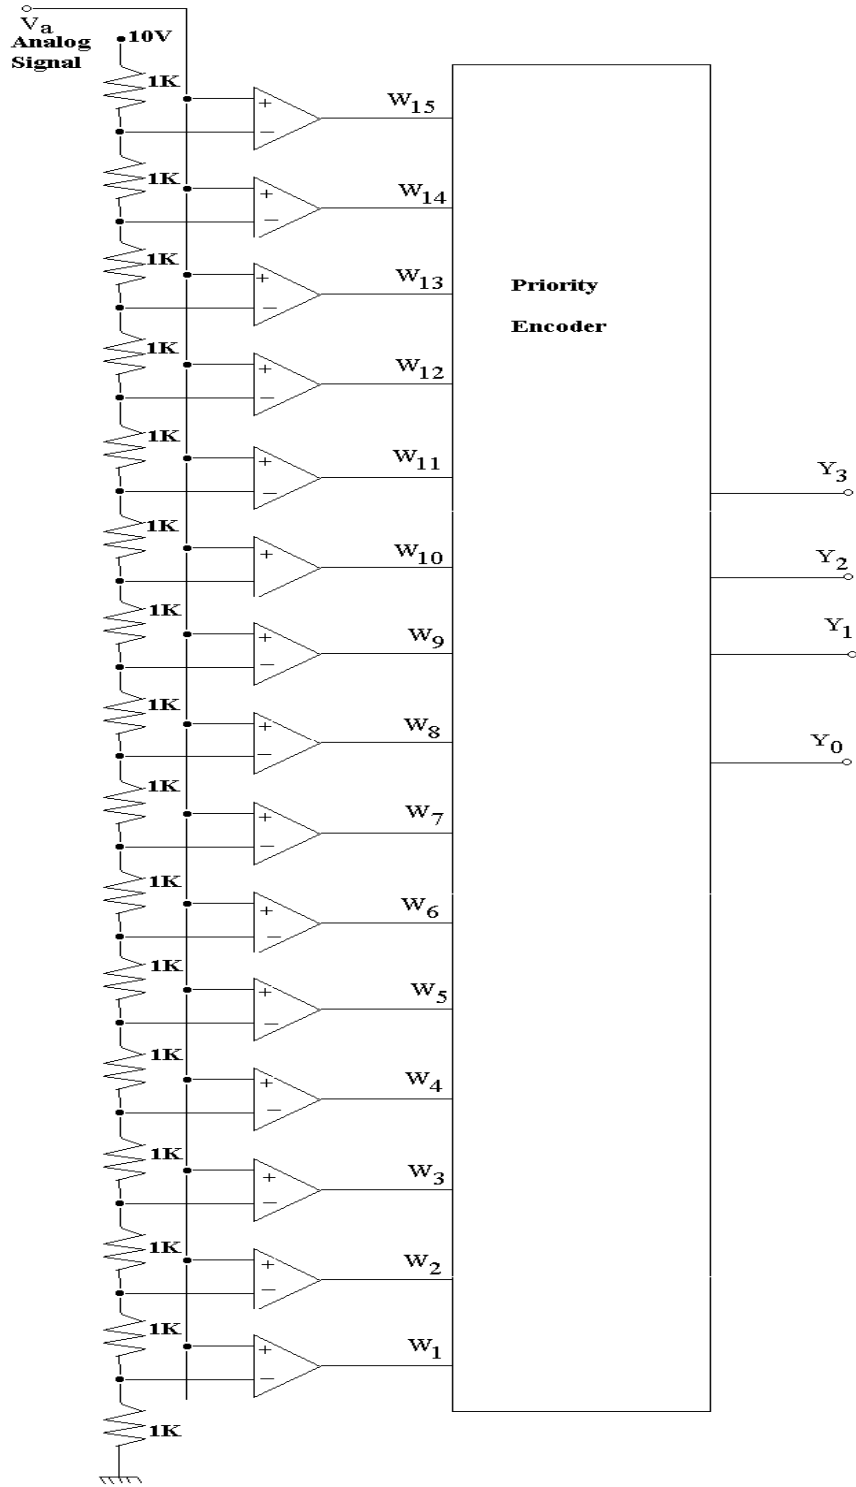 Va
Analog
Signal
10V
1K
+
−
W15
1K
+
−
W14
1K
+
−
W13
Priority
Encoder
1K
+
−
W12
1K
+
−
W11
Y3
1K
+
−
W10
Y2
1K
+
−
W9
Y1
1K
+
−
W8
Y0
1K
+
−
W7
1K
+
−
W6
1K
+
−
W5
1K
+
−
W4
1K
+
−
W3
1K
+
−
W2
1K
+
−
W1
1K